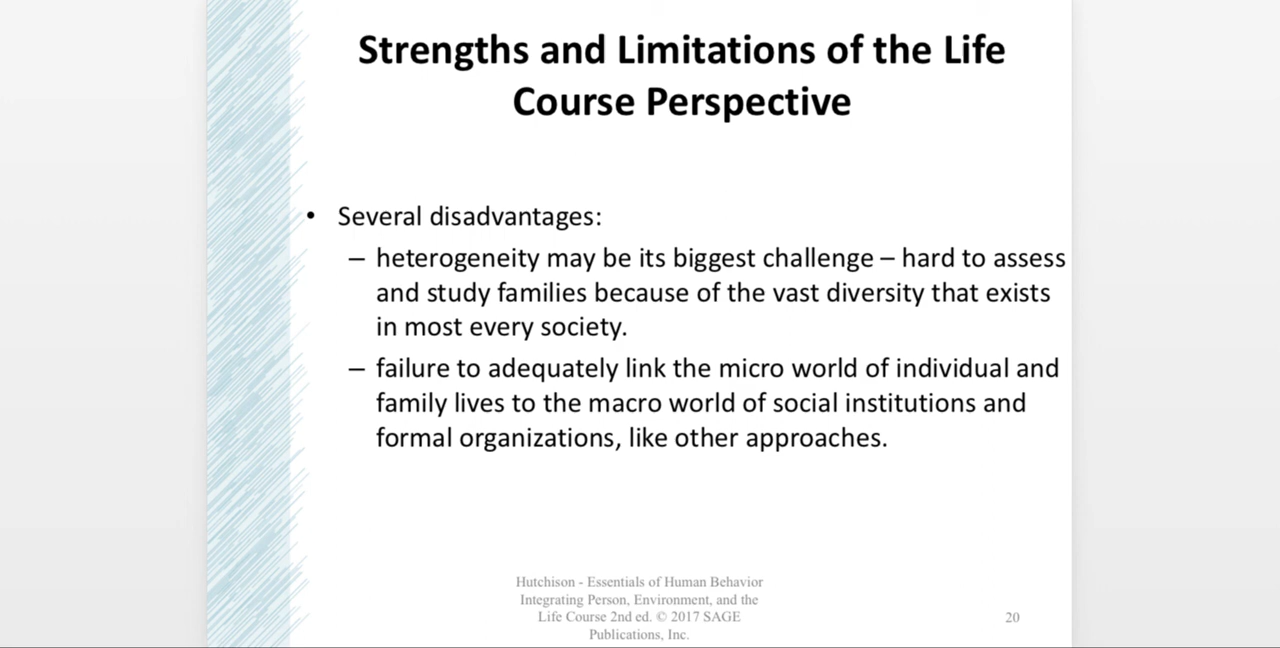 Strengths and Limitations of the Life
Course Perspective
• Several disadvantages:
– heterogeneity may be its biggest challenge – hard to assess
and study families because of the vast diversity that exists
in most every society.
– failure to adequately link the micro world of individual and
family lives to the macro world of social institutions and
formal organizations, like other approaches.
Hutchison - Essentials of Human Behavior
Integrating Person, Environment, and the
Life Course 2nd ed. © 2017 SAGE
Publications, Inc.
20